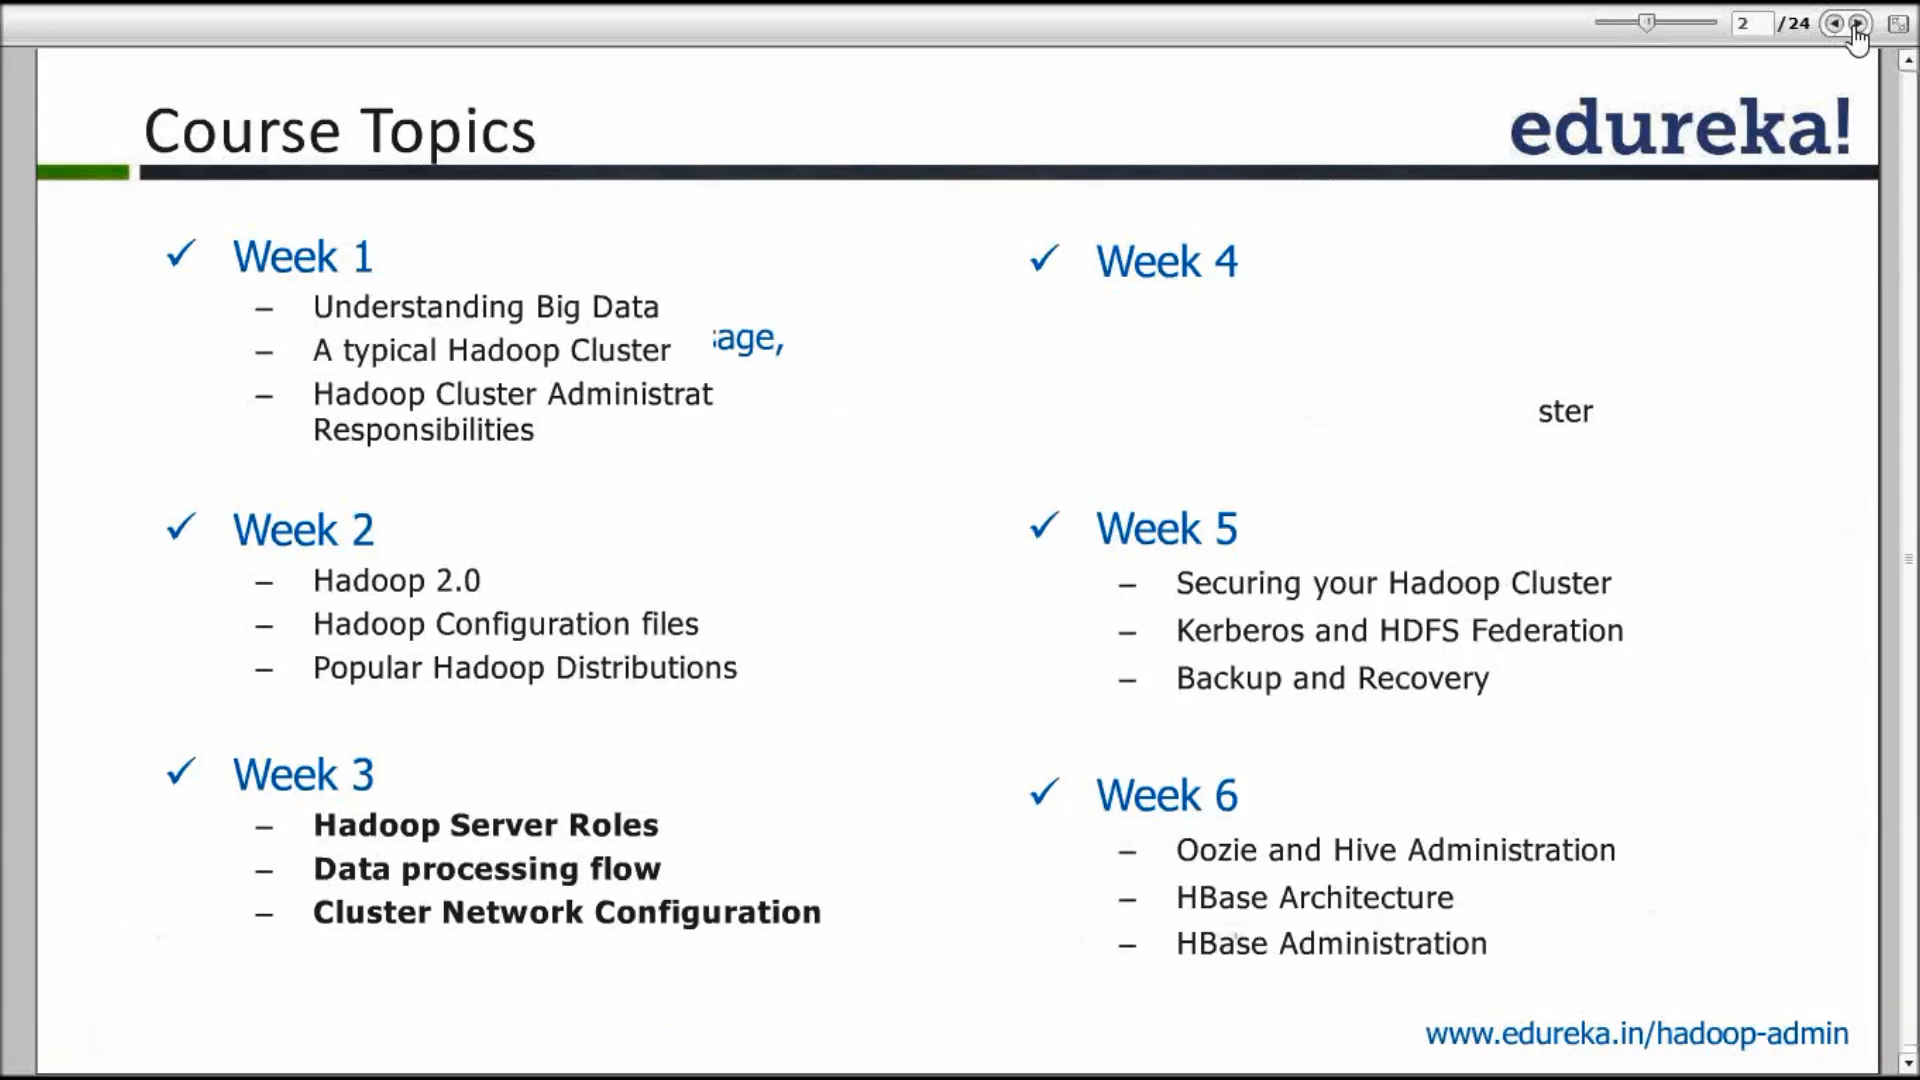 2 / 24
Course Topics
edureka!
✓ Week 1
– Understanding Big Data
– A typical Hadoop Cluster
– Hadoop Cluster Administrat
Responsibilities
age,
✓ Week 2
– Hadoop 2.0
– Hadoop Configuration files
– Popular Hadoop Distributions
✓ Week 3
– Hadoop Server Roles
– Data processing flow
– Cluster Network Configuration
✓ Week 4
ster
✓ Week 5
– Securing your Hadoop Cluster
– Kerberos and HDFS Federation
– Backup and Recovery
✓ Week 6
– Oozie and Hive Administration
– HBase Architecture
– HBase Administration
www.edureka.in/hadoop-admin